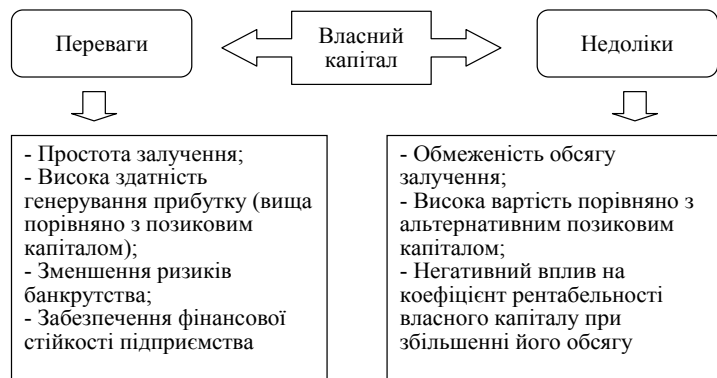 Переваги
Власний
капітал
Недоліки
- Простота залучення;
- Висока здатність
генерування прибутку (вища
порівняно з позиковим
капіталом);
- Зменшення ризиків
банкрутства;
- Забезпечення фінансової
стійкості підприємства
- Обмеженість обсягу
залучення;
- Висока вартість порівняно з
альтернативним позиковим
капіталом;
- Негативний вплив на
коефіцієнт рентабельності
власного капіталу при
збільшенні його обсягу